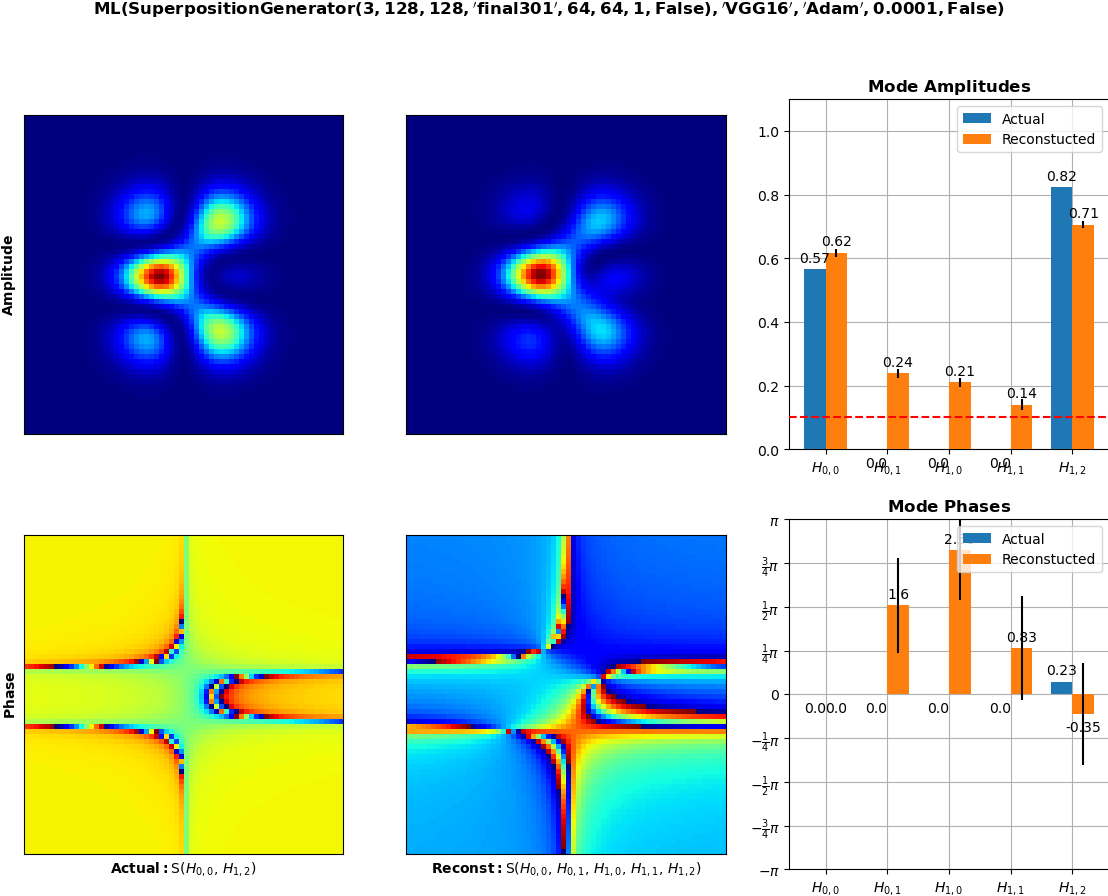 ML(SuperpositionGenerator(3, 128, 128, 'final301', 64, 64, 1, False), 'VGG16', 'Adam', 0.0001, False)
Amplitude
Mode Amplitudes
Actual
Reconstucted
1.0
0.8
0.6
0.4
0.2
0.0
0.57
0.62
0.0
0.24
0.0
0.21
0.0
0.14
0.82
0.71
H0,0
H0,1
H1,0
H1,1
H1,2
Phase
Actual: S(H0,0, H1,2)
Reconst: S(H0,0, H0,1, H1,0, H1,1, H1,2)
Mode Phases
Actual
Reconstucted
π
3/4π
1/2π
1/4π
0
−1/4π
−1/2π
−3/4π
−π
0.0
0.0
0.0
1.6
0.0
0.0
0.83
0.23
-0.35
H0,0
H0,1
H1,0
H1,1
H1,2